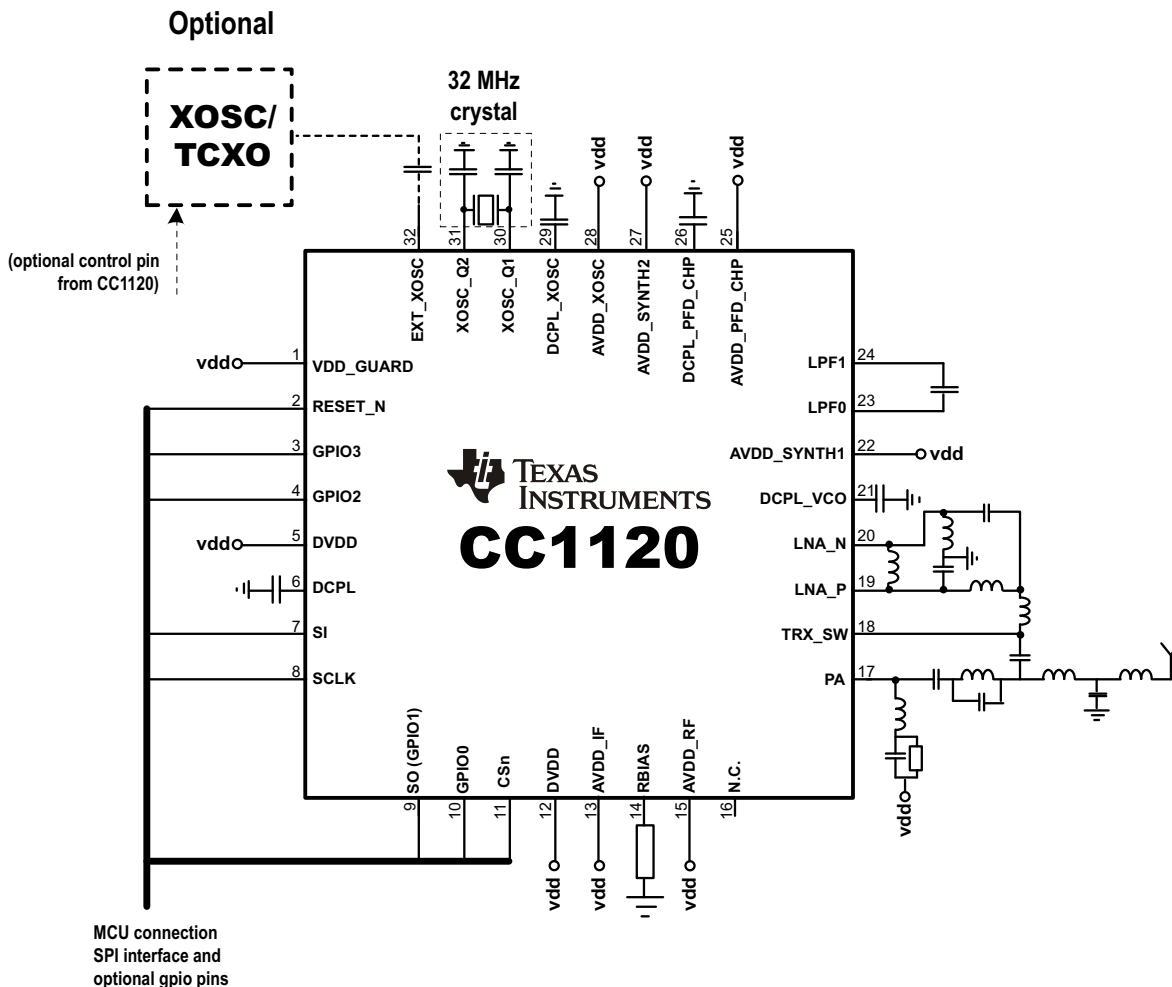 Optional
XOSC/
TCXO
(optional control pin
from CC1120)
32 MHz
crystal
vdd
vdd
vdd
32
31
30
29
28
27
26
25
EXT_XOSC
XOSC_Q2
XOSC_Q1
DCPL_XOSC
AVDD_XOSC
AVDD_SYNTH2
DCPL_PFD_CHP
AVDD_PFD_CHP
vdd
1
VDD_GUARD
2
RESET_N
3
GPIO3
4
GPIO2
vdd
5
DVDD
6
DCPL
7
SI
8
SCLK
TEXAS
INSTRUMENTS
CC1120
LPF1
24
LPF0
23
AVDD_SYNTH1
22
vdd
DCPL_VCO
21
LNA_N
20
LNA_P
19
TRX_SW
18
PA
17
vdd
SO (GPIO1)
GPIO0
CSn
DVDD
AVDD_IF
RBIAS
AVDD_RF
N.C.
9
10
11
12
13
14
15
16
vdd
vdd
vdd
MCU connection
SPI interface and
optional gpio pins